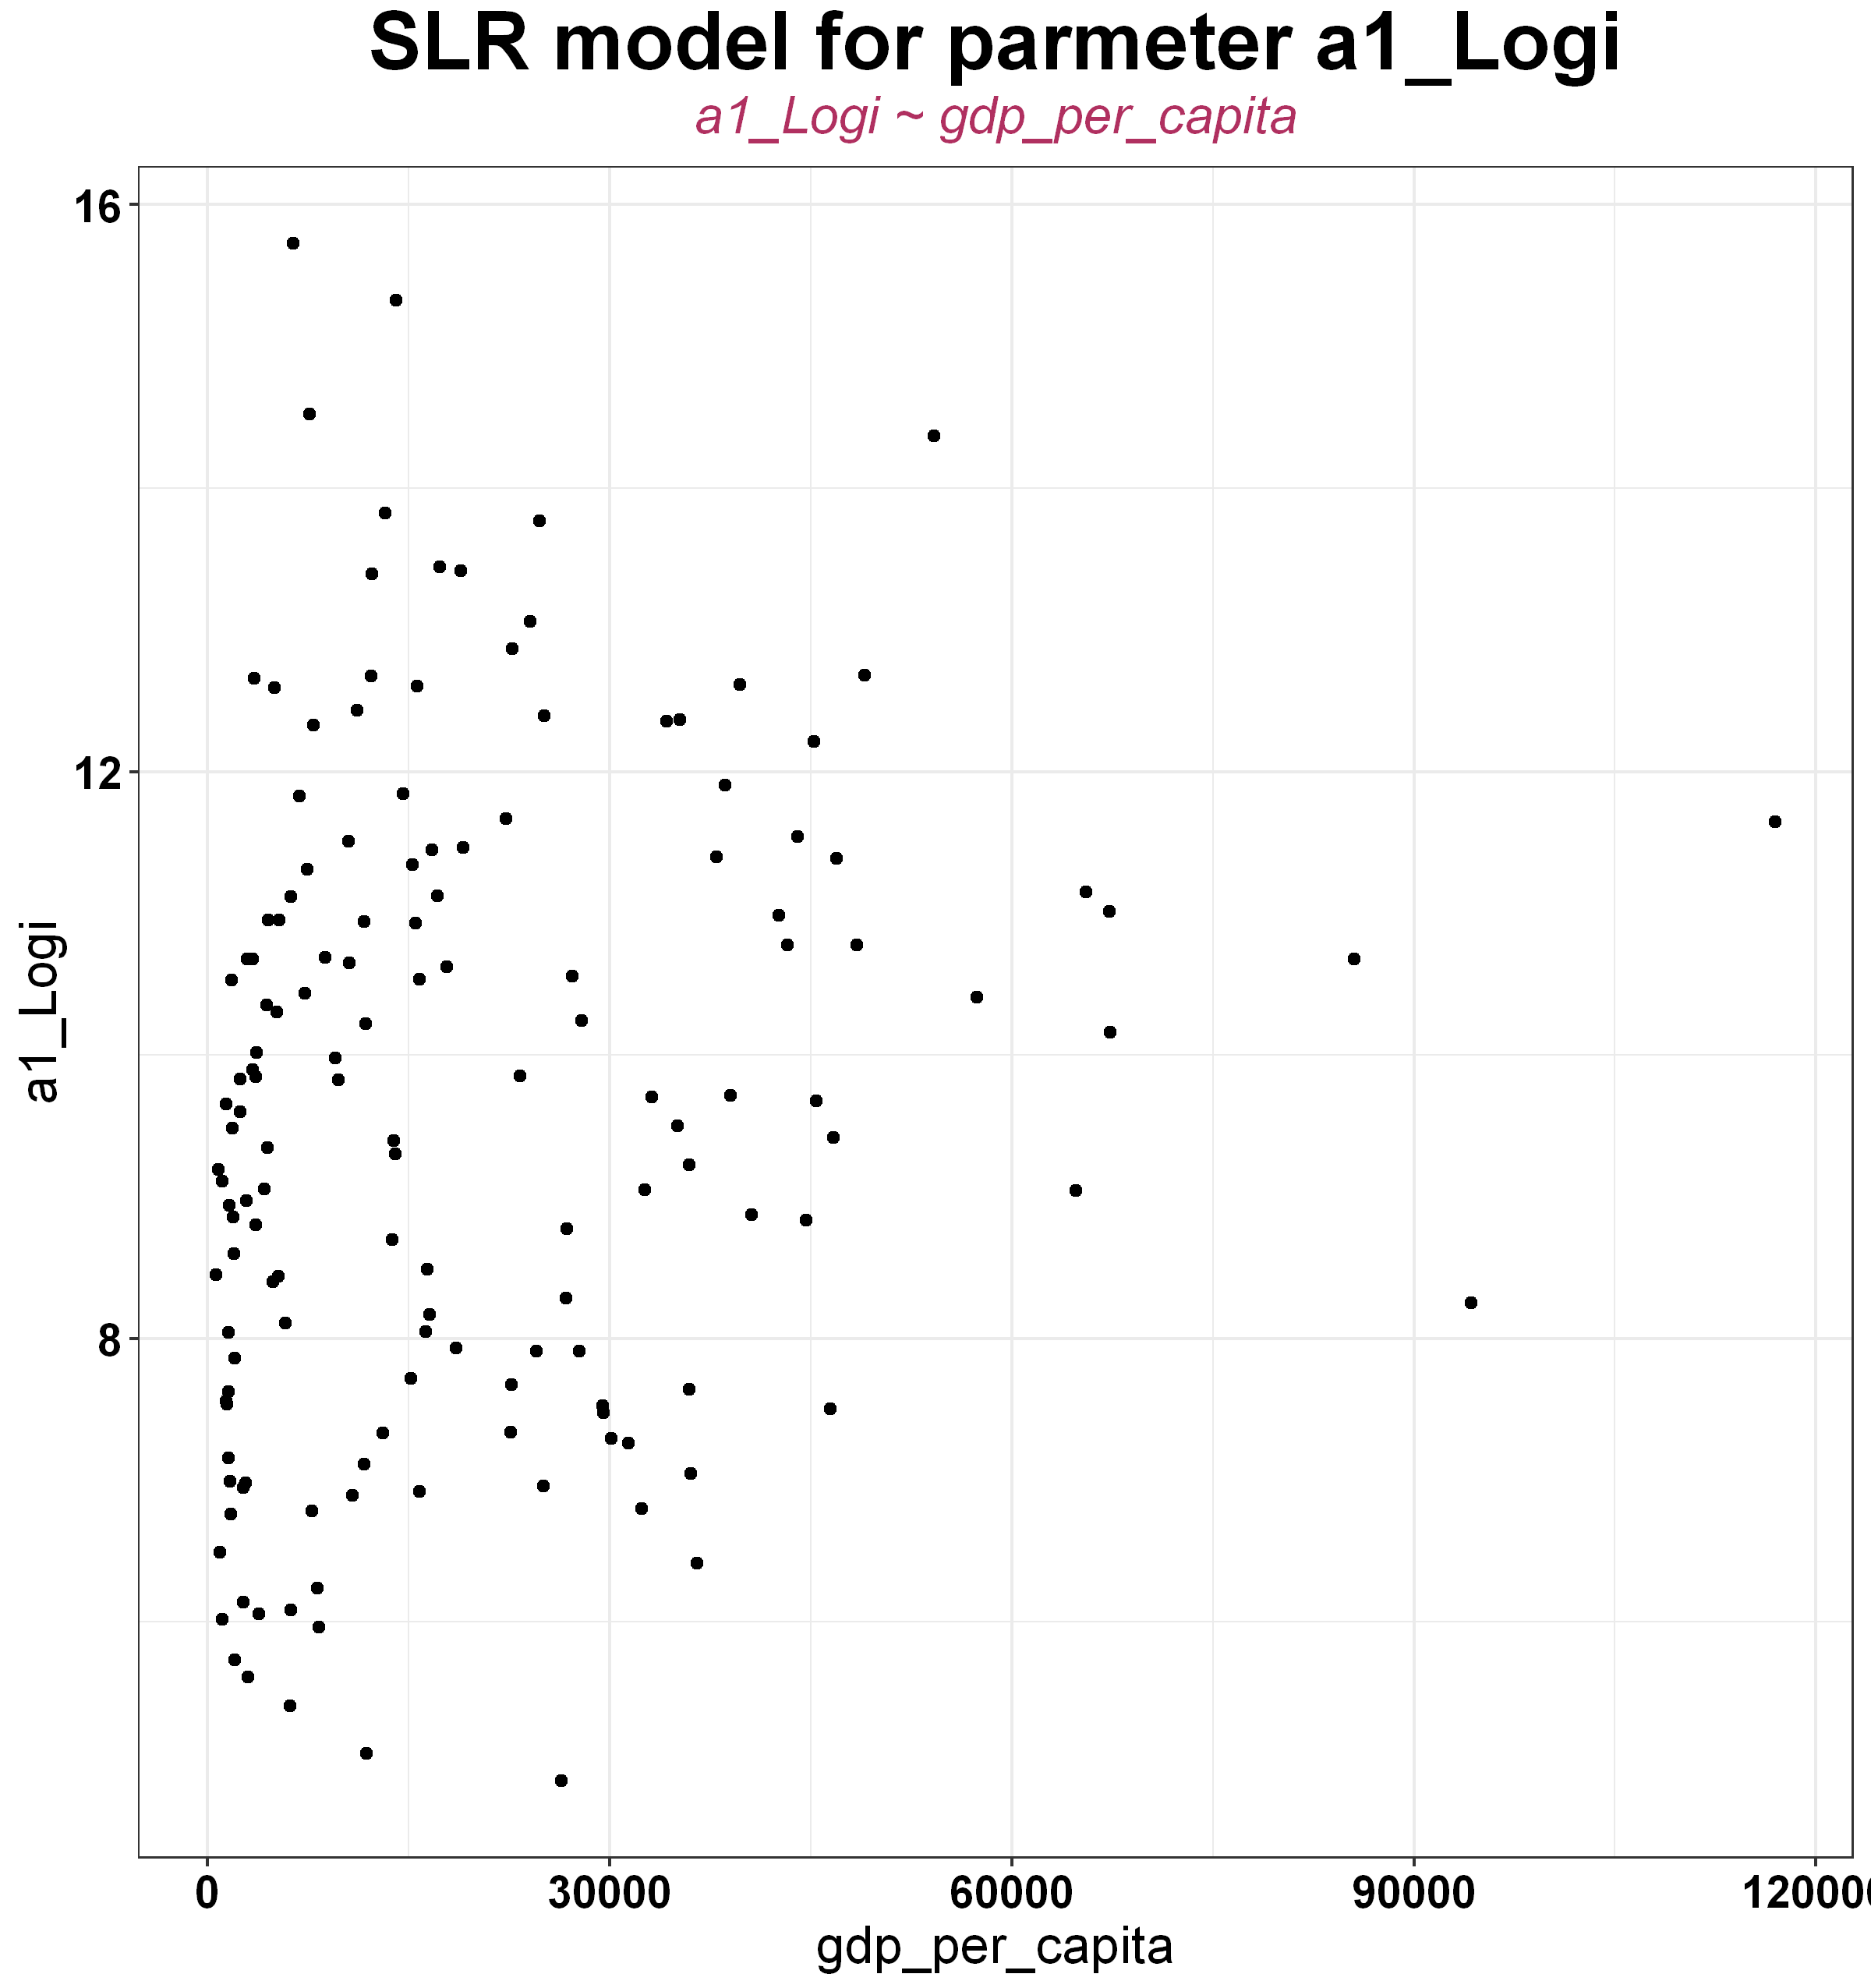 SLR model for parmeter a1_Logi
a1_Logi ~ gdp_per_capita
16
12
8
a1_Logi
0 30000 60000 90000 120000
gdp_per_capita